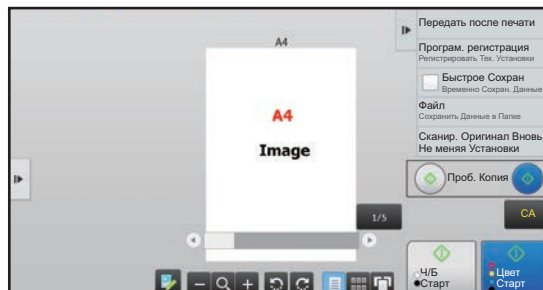 A4
A4
Image
1/5
Передать после печати
Програм. регистрация
Регистрировать Тек. Установки
Быстрое Сохран
Временно Сохран. Данные
Файл
Сохранить Данные в Папке
Сканир. Оригинал Вновь
Не меняя Установки
Проб. Копия
CA
Ч/Б
Старт
Цвет
Старт